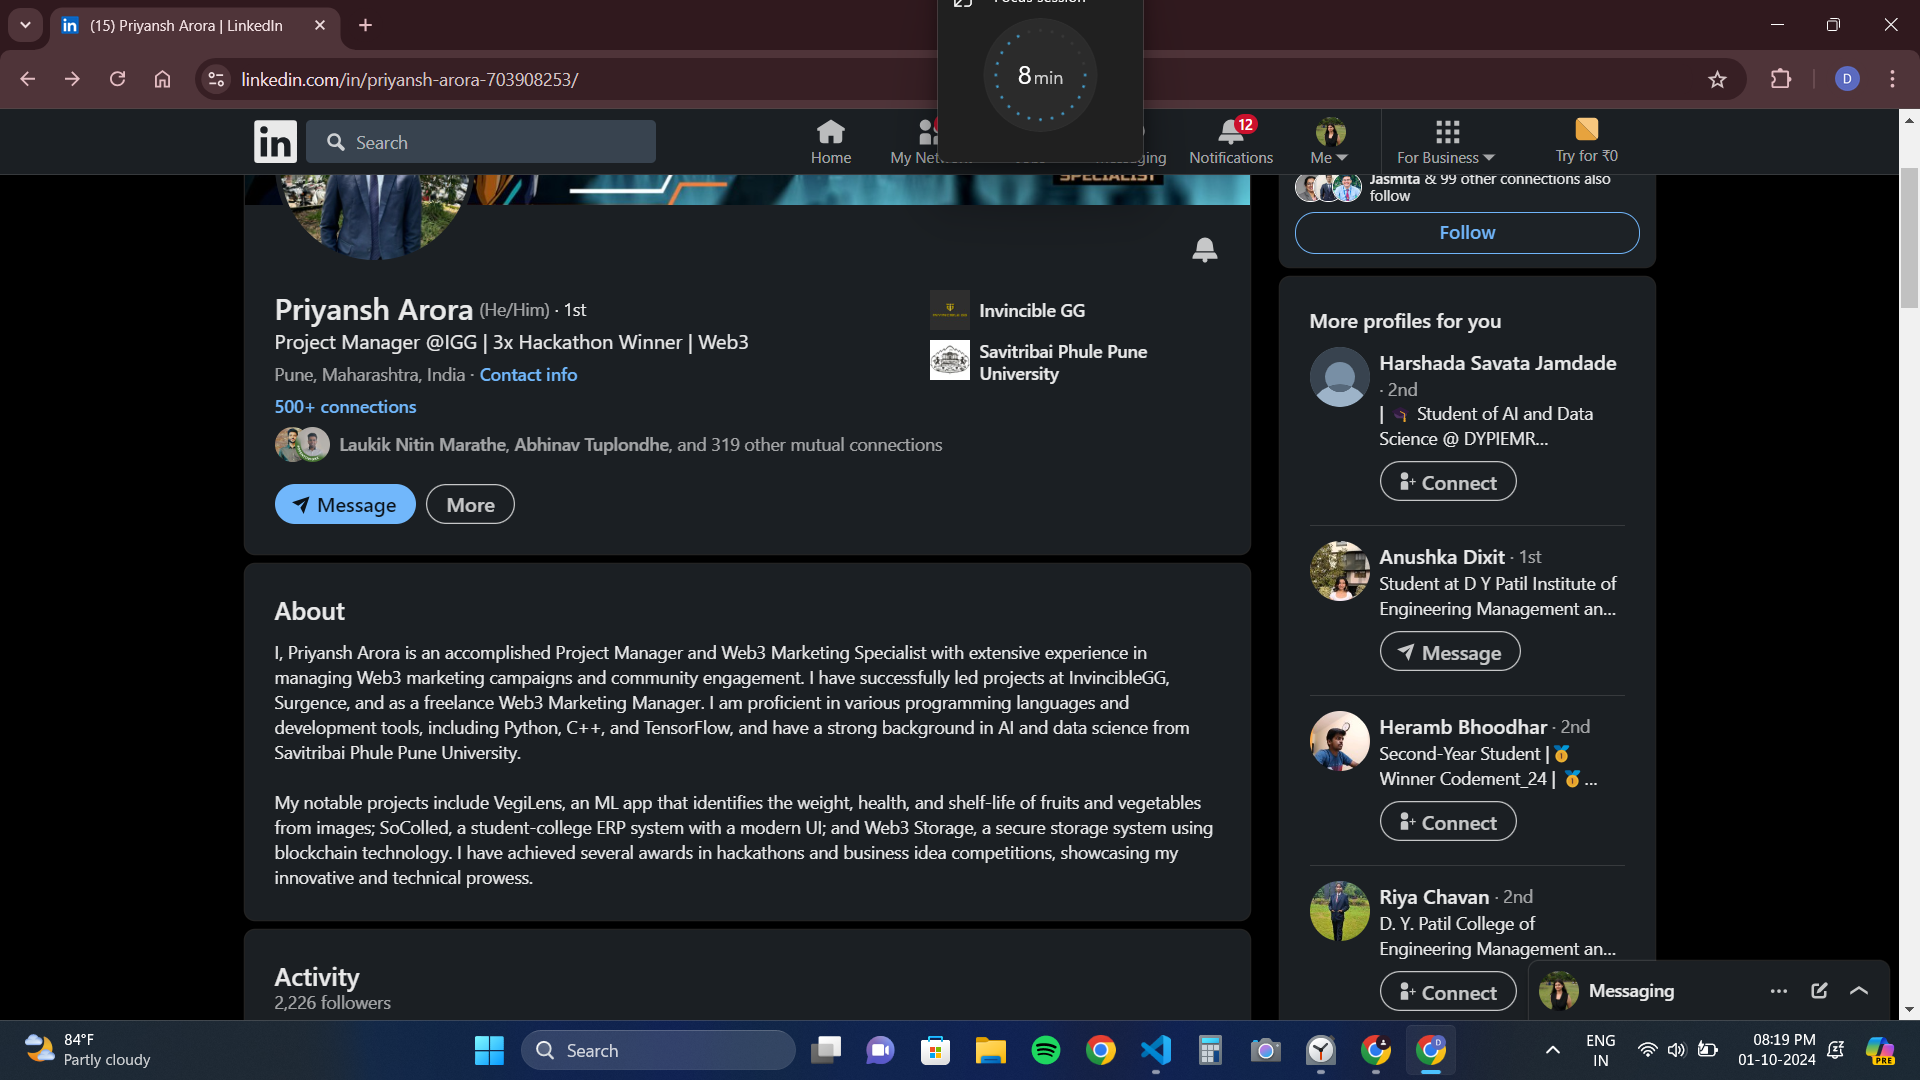 (15) Priyansh Arora | LinkedIn
linkedin.com/in/priyansh-arora-703908253/
8 min
D
in
Search
Home
Notifications
12
Me
For Business
Try for ₹0
SPECIALIST
Jasmita & 99 other connections also
follow
Follow
Priyansh Arora (He/Him) · 1st
Project Manager @IGG | 3x Hackathon Winner | Web3
Pune, Maharashtra, India · Contact info
500+ connections
Laukik Nitin Marathe, Abhinav Tuplondhe, and 319 other mutual connections
Message
More
Invincible GG
Savitribai Phule Pune
University
About
I, Priyansh Arora is an accomplished Project Manager and Web3 Marketing Specialist with extensive experience in
managing Web3 marketing campaigns and community engagement. I have successfully led projects at InvincibleGG,
Surgence, and as a freelance Web3 Marketing Manager. I am proficient in various programming languages and
development tools, including Python, C++, and TensorFlow, and have a strong background in AI and data science from
Savitribai Phule Pune University.
My notable projects include VegiLens, an ML app that identifies the weight, health, and shelf-life of fruits and vegetables
from images; SoColled, a student-college ERP system with a modern UI; and Web3 Storage, a secure storage system using
blockchain technology. I have achieved several awards in hackathons and business idea competitions, showcasing my
innovative and technical prowess.
Activity
2,226 followers
More profiles for you
Harshada Savata Jamdade
· 2nd
| 🎓 Student of AI and Data
Science @ DYPIEMR...
Connect
Anushka Dixit · 1st
Student at D Y Patil Institute of
Engineering Management an...
Message
Heramb Bhoodhar · 2nd
Second-Year Student | 🥇
Winner Codement_24 | 🥇 ...
Connect
Riya Chavan · 2nd
D. Y. Patil College of
Engineering Management an...
Connect
Messaging
84°F
Partly cloudy
Search
ENG
IN
08:19 PM
01-10-2024
PRE